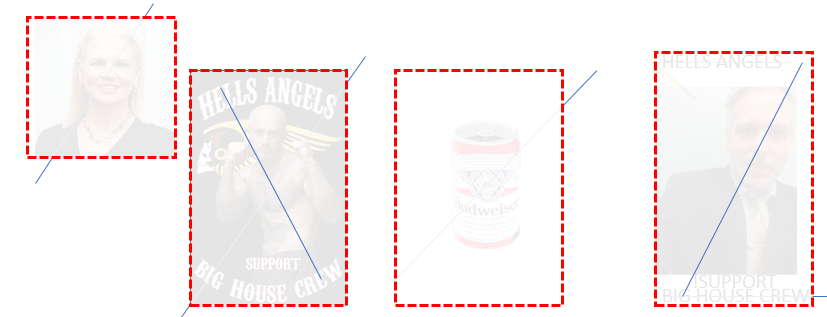 HELLS ANGELS
SUPPORT
BIG HOUSE CREW
Budweiser
HELLS ANGELS
!SUPPORT
BIG HOUSE CREW